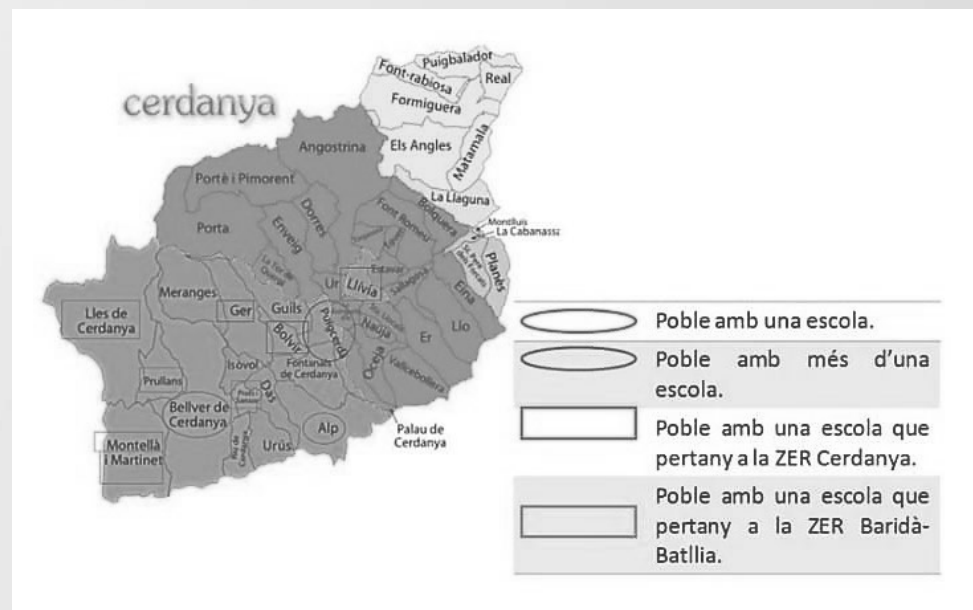 cerdanya
Puigbalador
Font-rabiosa
Real
Formiguera
Angostrina
Els Angles
Matamala
Portè i Pimorent
La Llaguna
Dorres
Font Romeu
Bolquera
Montlluis
La Cabanassa
Porta
Enveig
Estavar
Planès
Ur
Llívia
Sallagosa
Eina
Meranges
Ger
Guils
Lles de
Cerdanya
Bolvir
Puigcerdà
Naüja
Er
Llo
Isòvol
Fontanals
de Cerdanya
Oceja
Vallcebollera
Prullans
Das
Bellver de
Cerdanya
Alp
Palau de
Cerdanya
Montellà
i Martinet
Urús
Poble amb una escola.
Poble amb més d'una
escola.
Poble amb una escola que
pertany a la ZER Cerdanya.
Poble amb una escola que
pertany a la ZER Baridà-
Batllia.